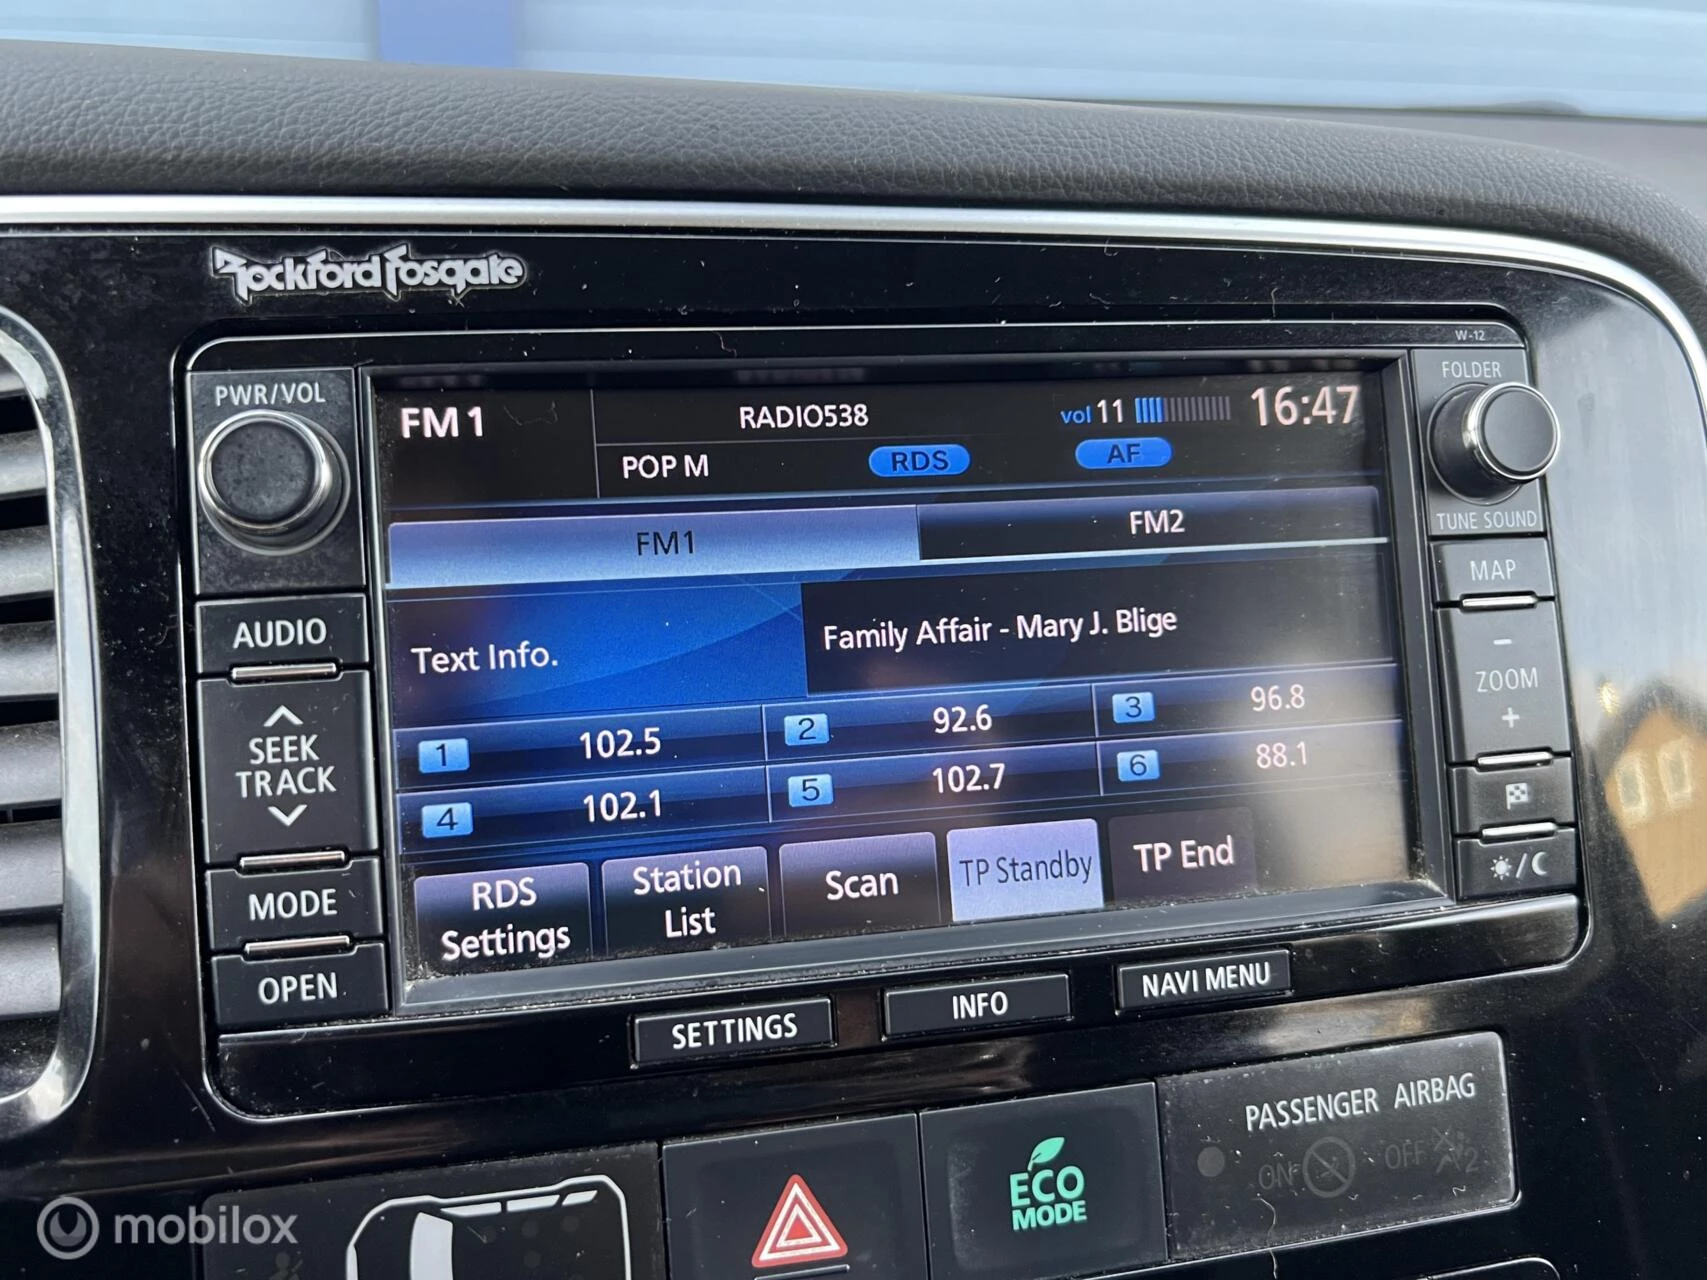 Rockford Fosgate
W-12
PWR/VOL
FOLDER
FM 1
RADIO538
vol 11
16:47
POP M
RDS
AF
TUNE SOUND
FM1
FM2
AUDIO
MAP
Text Info.
Family Affair - Mary J. Blige
−
ZOOM
+
SEEK
TRACK
1 102.5
2 92.6
3 96.8
4 102.1
5 102.7
6 88.1
RDS
Settings
Station
List
Scan
TP Standby
TP End
MODE
OPEN
SETTINGS
INFO
NAVI MENU
PASSENGER AIRBAG
ON
OFF
2
ECO
MODE
mobilox